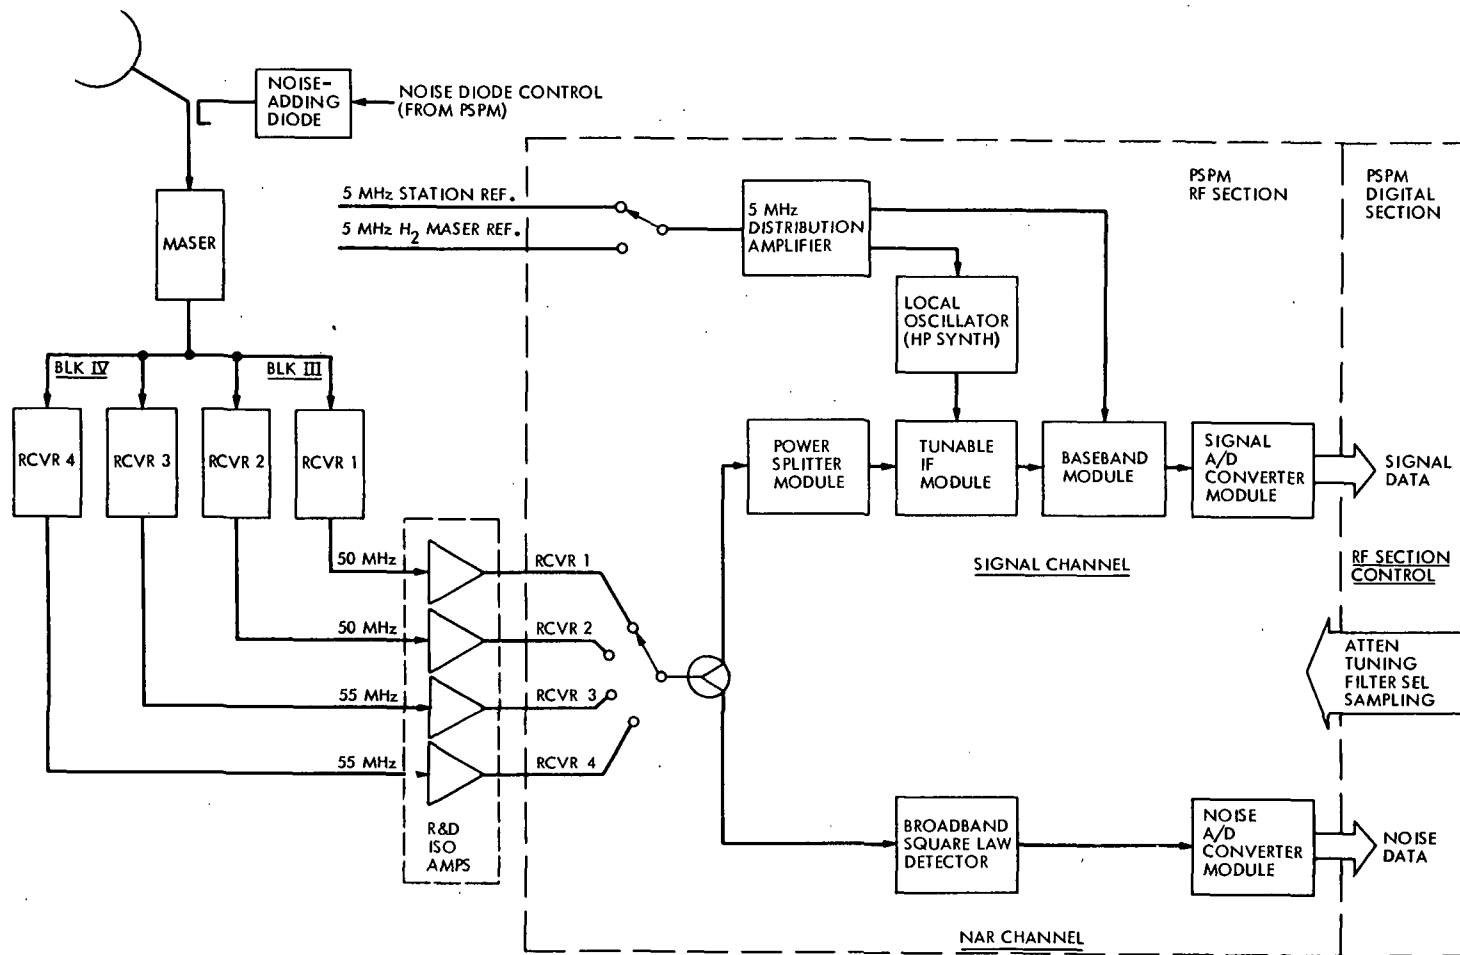 NOISE-
ADDING
DIODE
NOISE DIODE CONTROL
(FROM PSPM)
PSPM
RF SECTION
PSPM
DIGITAL
SECTION
5 MHz STATION REF.
5 MHz H2 MASER REF.
5 MHz
DISTRIBUTION
AMPLIFIER
MASER
LOCAL
OSCILLATOR
(HP SYNTH)
BLK IV
BLK III
RCVR 4
RCVR 3
RCVR 2
RCVR 1
POWER
SPLITTER
MODULE
TUNABLE
IF
MODULE
BASEBAND
MODULE
SIGNAL
A/D
CONVERTER
MODULE
SIGNAL
DATA
50 MHz
RCVR 1
SIGNAL CHANNEL
RF SECTION
CONTROL
50 MHz
RCVR 2
55 MHz
RCVR 3
ATTEN
TUNING
FILTER SEL
SAMPLING
55 MHz
RCVR 4
R&D
ISO
AMPS
BROADBAND
SQUARE LAW
DETECTOR
NOISE
A/D
CONVERTER
MODULE
NOISE
DATA
NAR CHANNEL